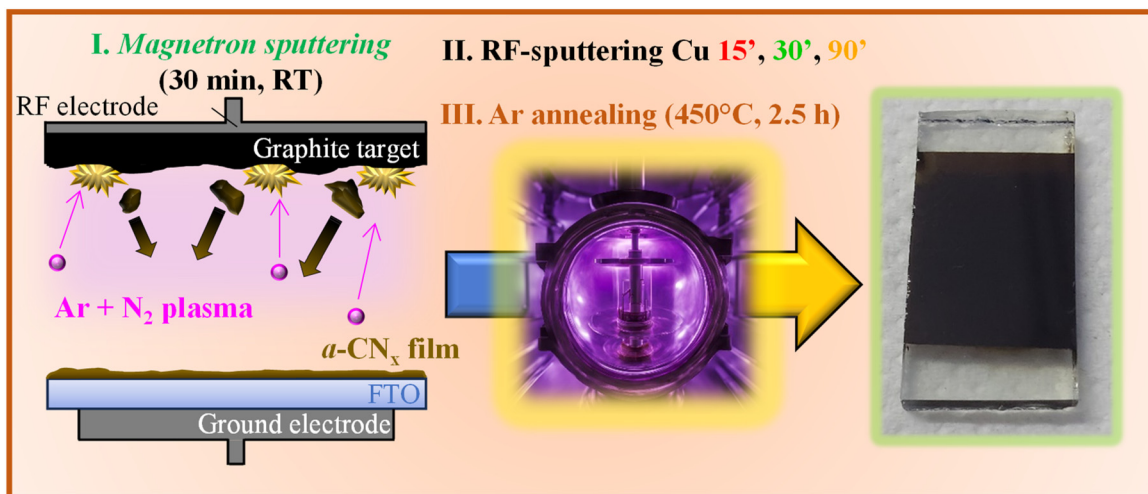 I. Magnetron sputtering
(30 min, RT)
RF electrode
Graphite target
Ar + N₂ plasma
a-CNₓ film
FTO
Ground electrode
II. RF-sputtering Cu 15’, 30’, 90’
III. Ar annealing (450°C, 2.5 h)